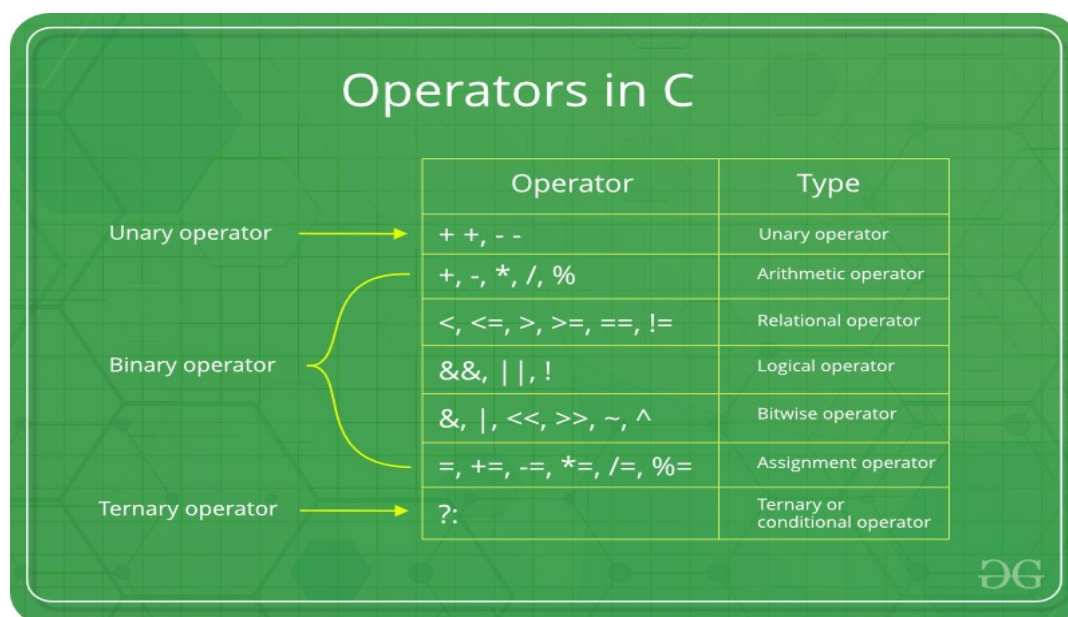 Operators in C
Operator Type
Unary operator + +, - - Unary operator
+, -, *, /, % Arithmetic operator
<, <=, >, >=, ==, != Relational operator
Binary operator &&, ||, ! Logical operator
&, |, <<, >>, ~, ^ Bitwise operator
=, +=, -=, *=, /=, %= Assignment operator
Ternary operator ?: Ternary or
conditional operator